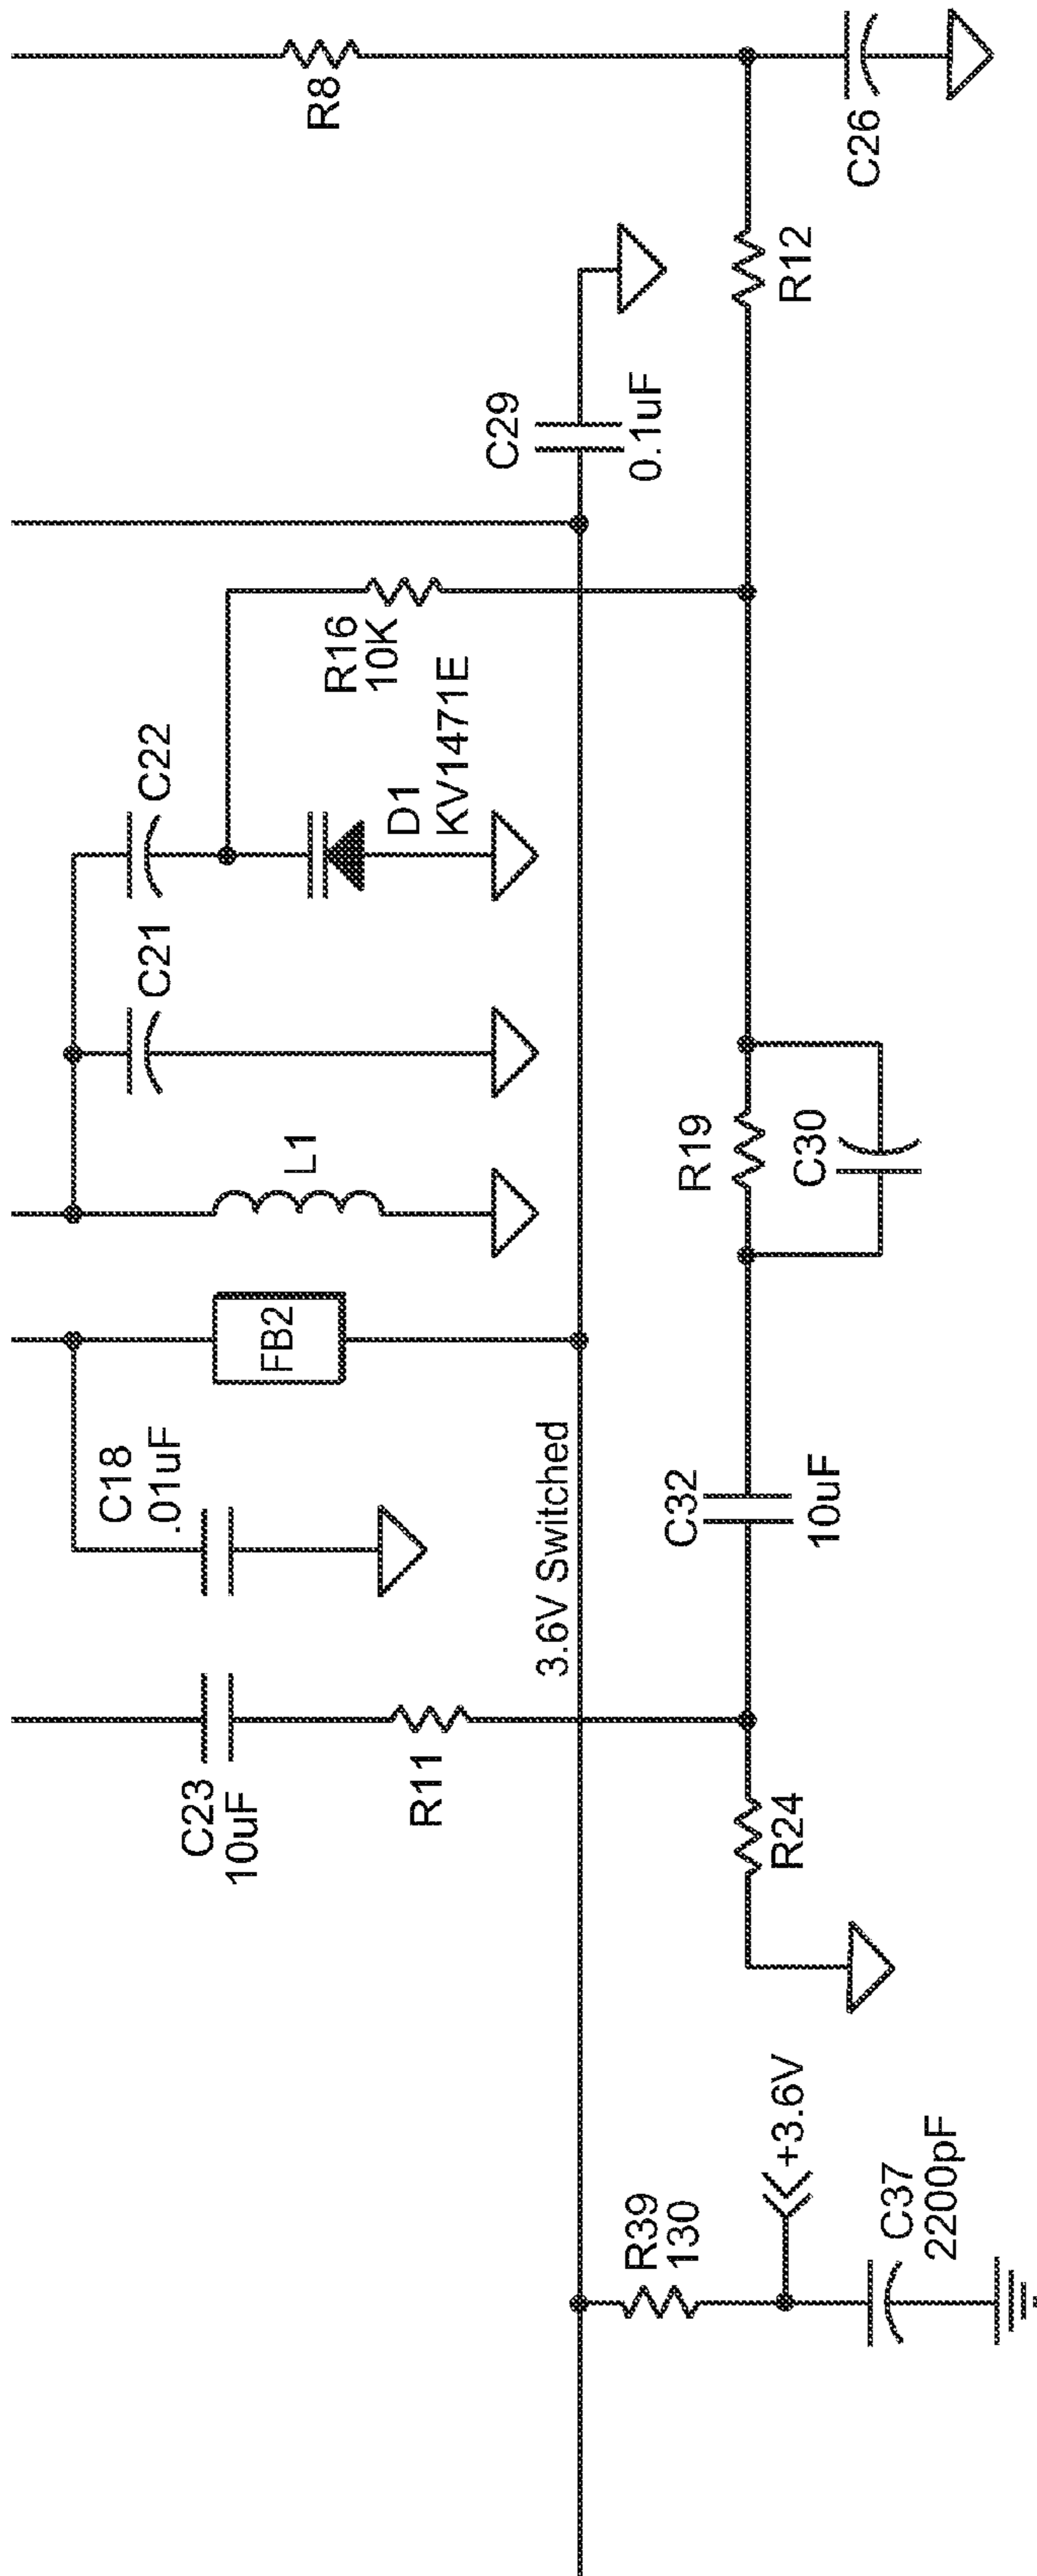 R8
C26
R12
C29
0.1uF
R16
10K
C22
D1
KV1471E
C21
L1
R19
C30
FB2
C18
.01uF
3.6V Switched
C32
10uF
C23
10uF
R11
R24
+3.6V
R39
130
C37
2200pF